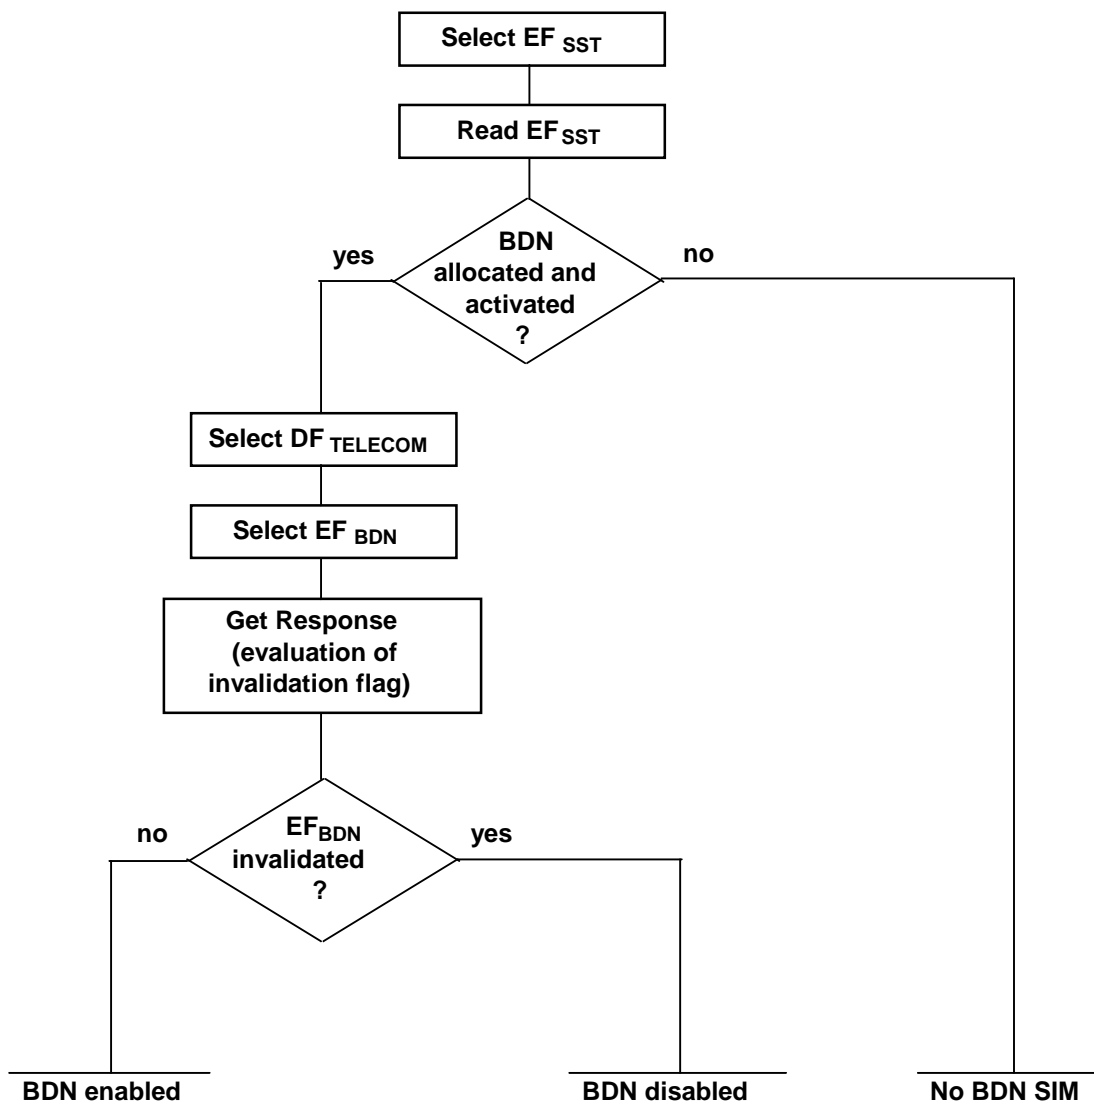 Select EF SST
Read EF SST
BDN
allocated and
activated
?
yes
no
Select DF TELECOM
Select EF BDN
Get Response
(evaluation of
invalidation flag)
EFBDN
invalidated
?
no
yes
BDN enabled
BDN disabled
No BDN SIM